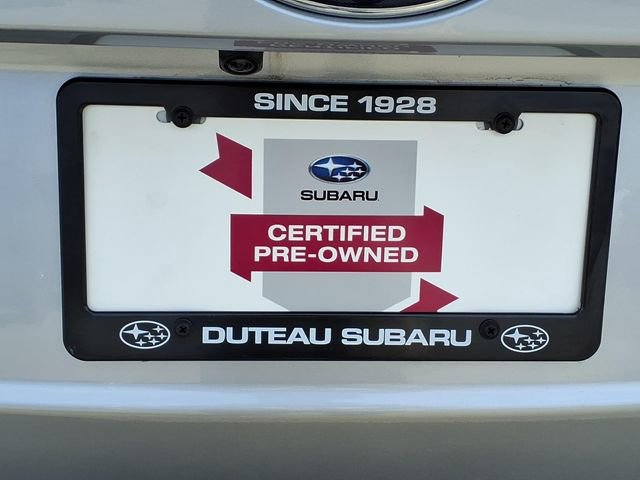 SINCE 1928
SUBARU
CERTIFIED
PRE-OWNED
DUTEAU SUBARU